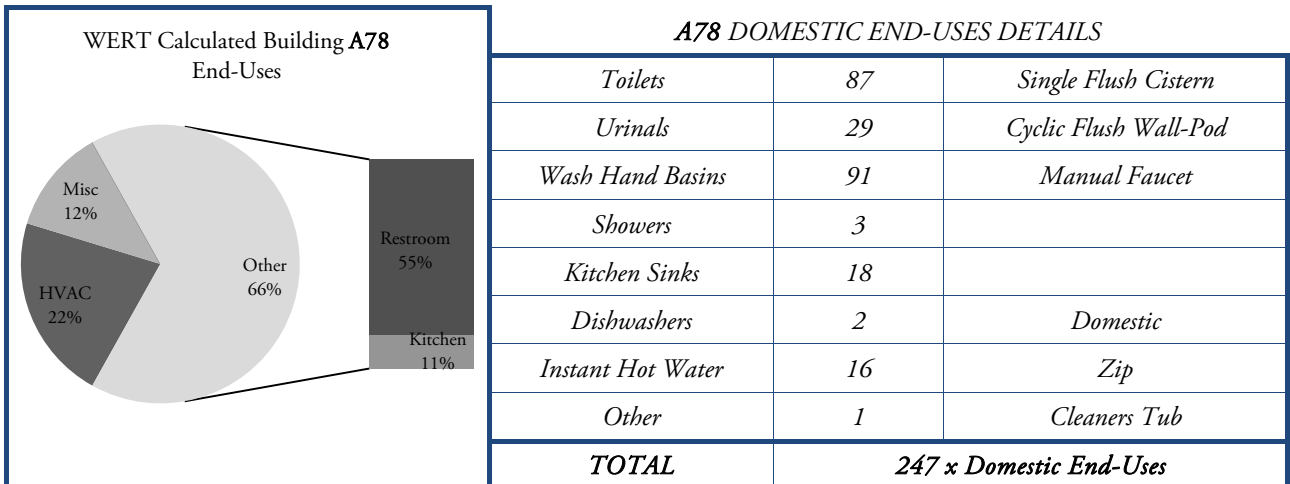 WERT Calculated Building A78
End-Uses
Misc
12%
HVAC
22%
Other
66%
Restroom
55%
Kitchen
11%
A78 DOMESTIC END-USES DETAILS
Toilets 87 Single Flush Cistern
Urinals 29 Cyclic Flush Wall-Pod
Wash Hand Basins 91 Manual Faucet
Showers 3
Kitchen Sinks 18
Dishwashers 2 Domestic
Instant Hot Water 16 Zip
Other 1 Cleaners Tub
TOTAL 247 x Domestic End-Uses